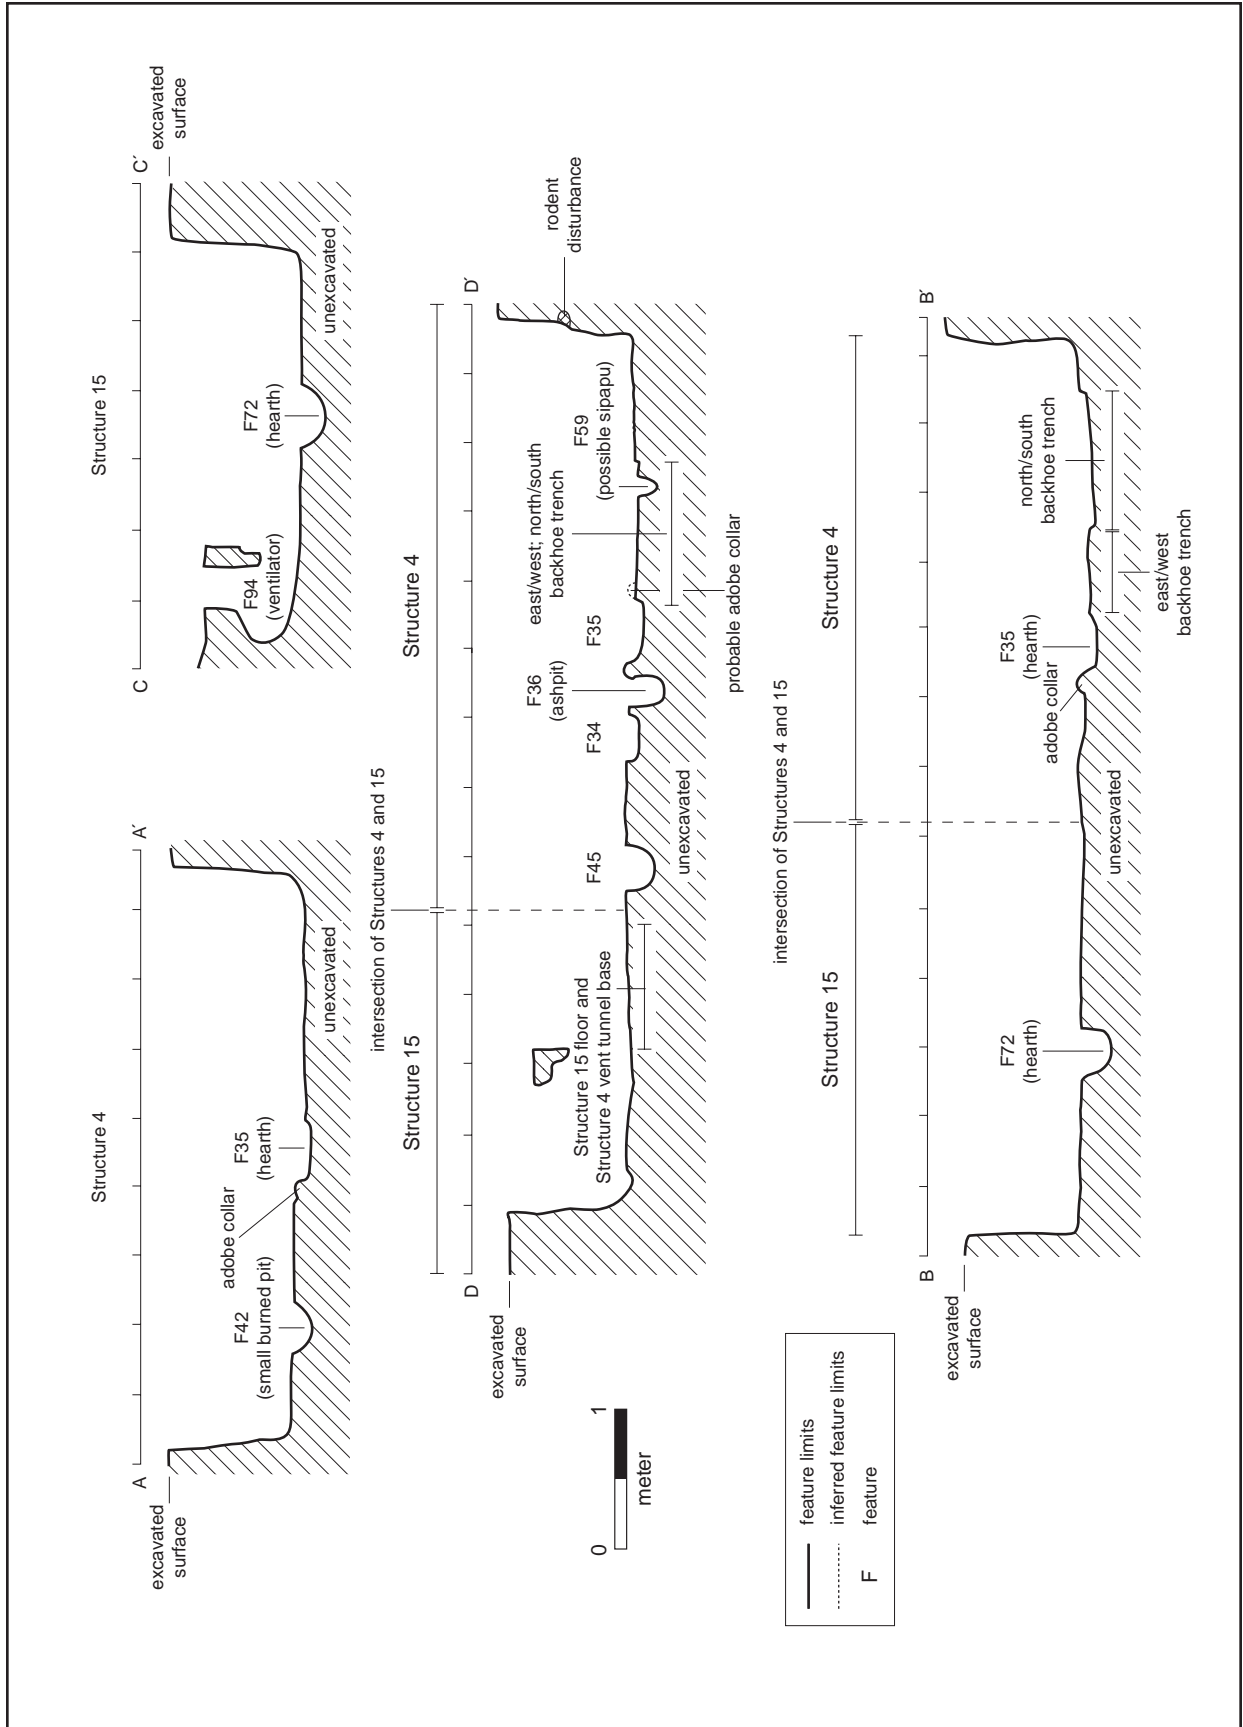 Structure 4
A
A′
excavated
surface
F42
(small burned pit)
adobe collar
F35
(hearth)
unexcavated
Structure 15
C
C′
excavated
surface
F94
(ventilator)
F72
(hearth)
unexcavated
intersection of Structures 4 and 15
Structure 15
Structure 4
D
D′
excavated
surface
Structure 15 floor and
Structure 4 vent tunnel base
F45
F34
F36
(ashpit)
F35
east/west; north/south
backhoe trench
F59
(possible sipapu)
rodent
disturbance
unexcavated
probable adobe collar
0
1
meter
intersection of Structures 4 and 15
Structure 15
Structure 4
B
B′
excavated
surface
F72
(hearth)
adobe collar
F35
(hearth)
north/south
backhoe trench
unexcavated
east/west
backhoe trench
feature limits
inferred feature limits
F
feature